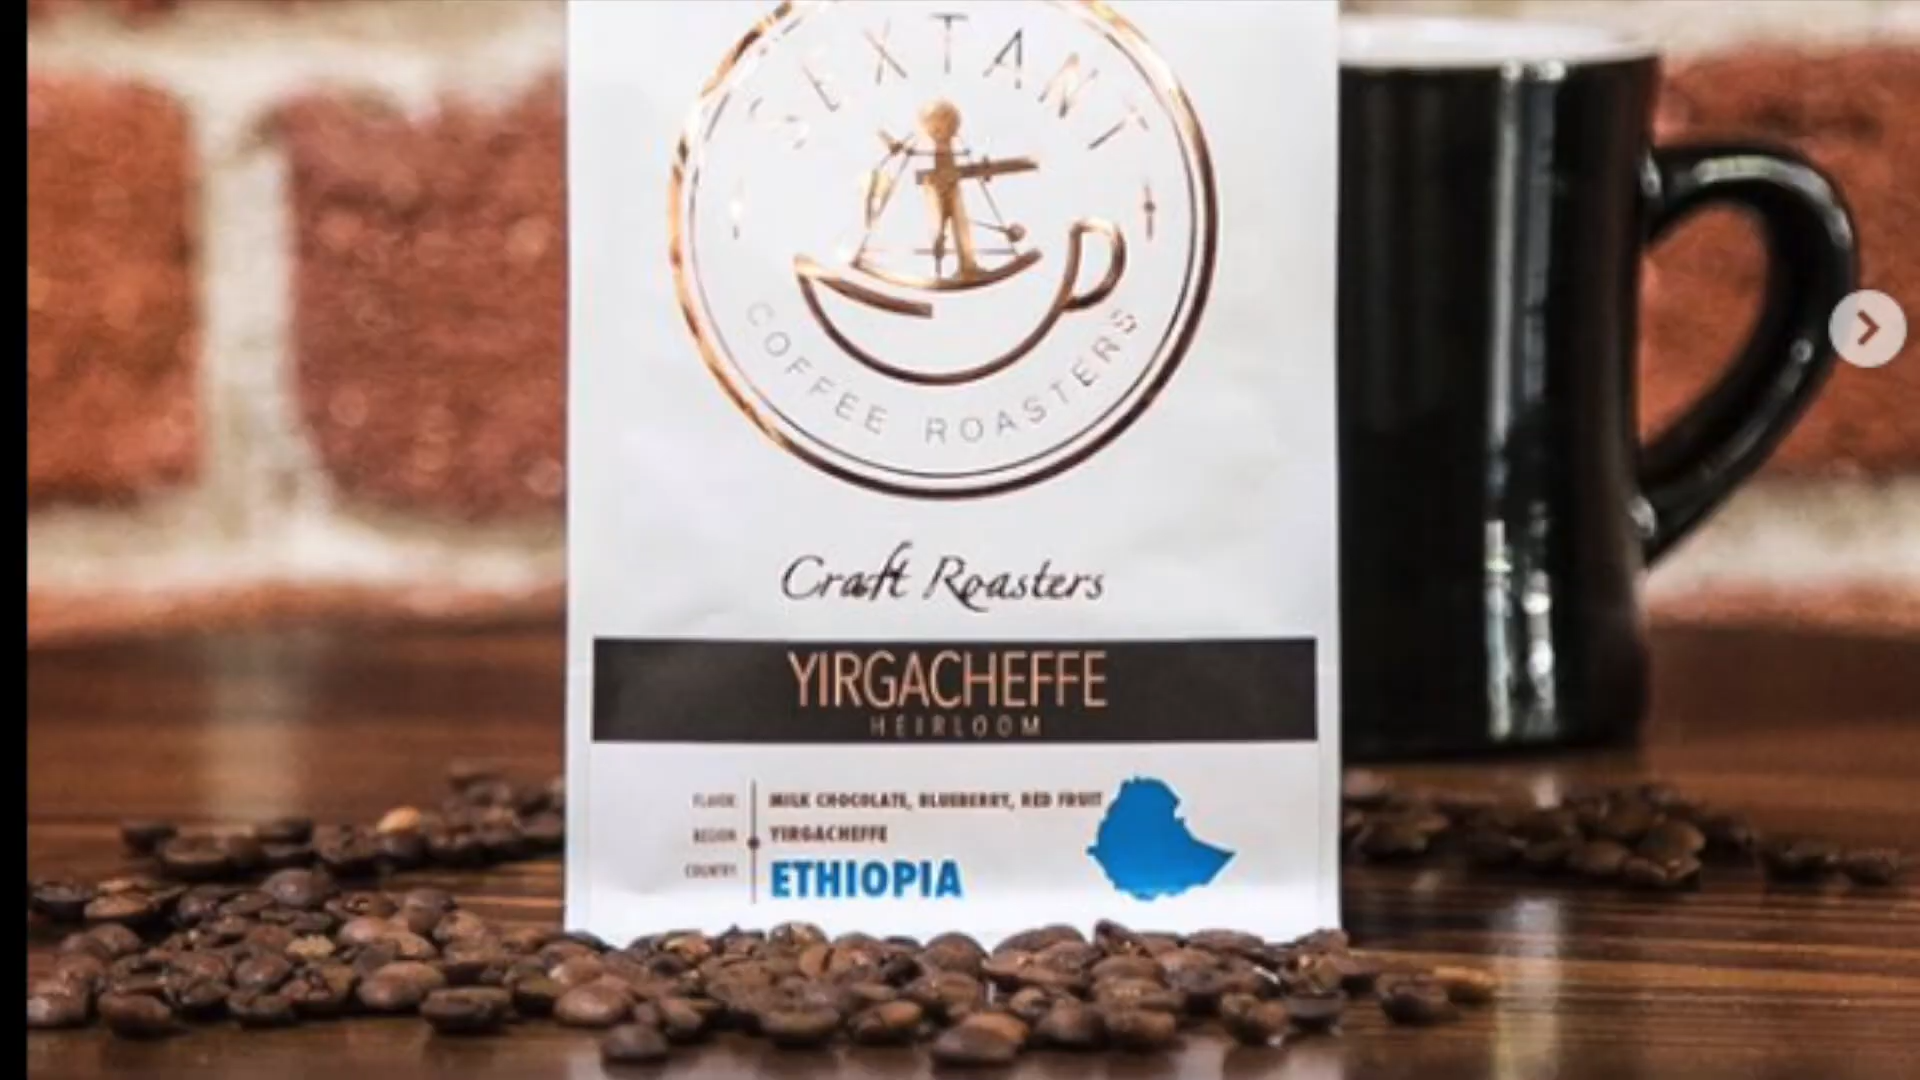 SEXTANT
COFFEE ROASTERS
Craft Roasters
YIRGACHEFFE
HEIRLOOM
FLAVOR MILK CHOCOLATE, BLUEBERRY, RED FRUIT
REGION YIRGACHEFFE
COUNTRY ETHIOPIA